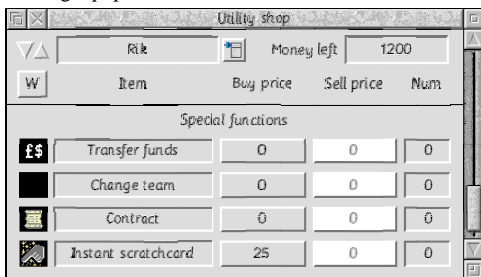 Utility shop
Rik Money left 1200
W Item Buy price Sell price Num
Special functions
£$ Transfer funds 0 0 0
Change team 0 0 0
Contract 0 0 0
Instant scratchcard 25 0 0